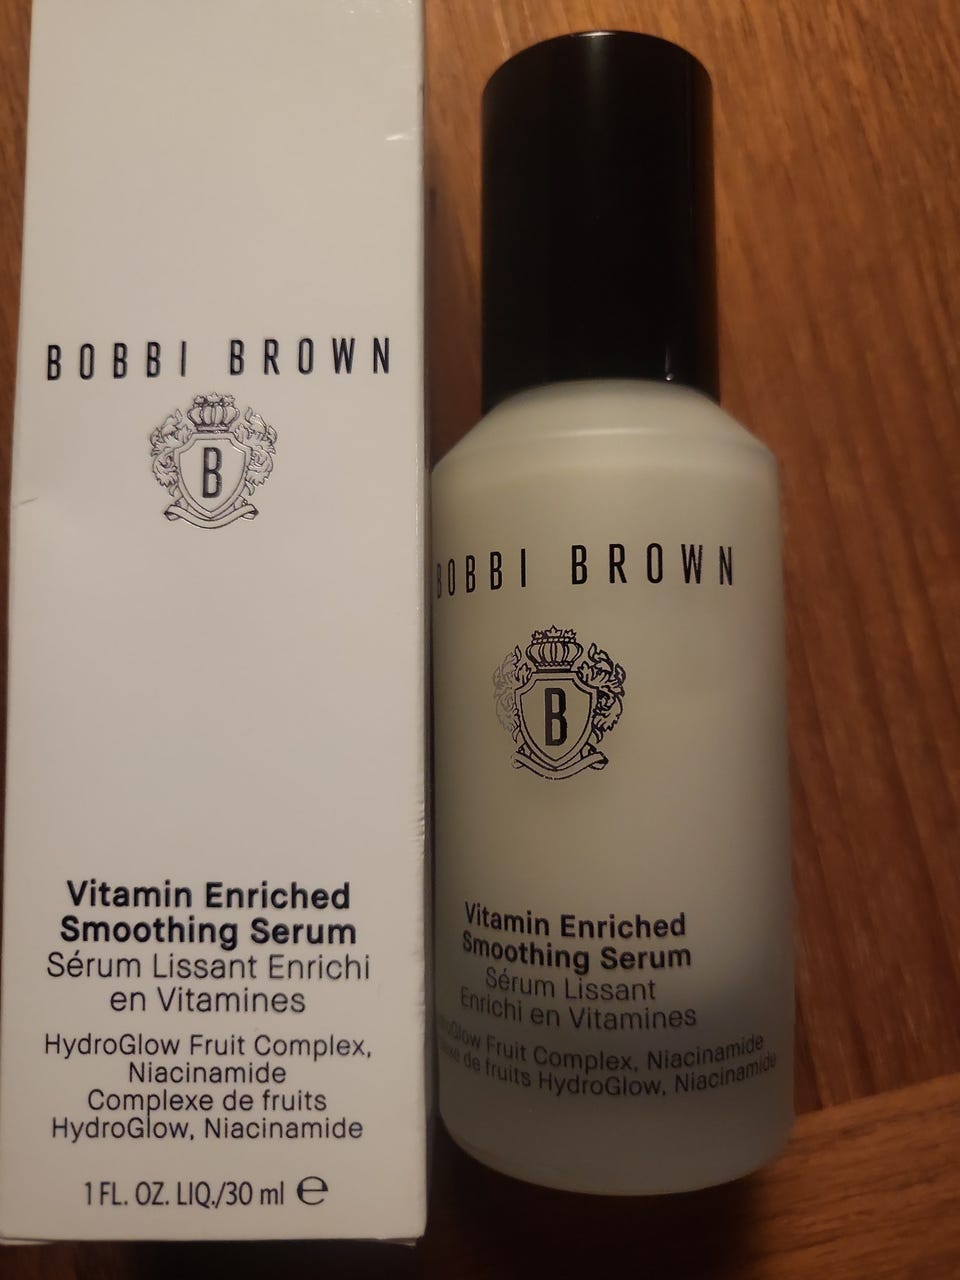 BOBBI BROWN
B
Vitamin Enriched
Smoothing Serum
Sérum Lissant Enrichi
en Vitamines
HydroGlow Fruit Complex,
Niacinamide
Complexe de fruits
HydroGlow, Niacinamide
1 FL. OZ. LIQ./30 ml ℮
BOBBI BROWN
B
Vitamin Enriched
Smoothing Serum
Sérum Lissant
Enrichi en Vitamines
Fruit Complex, Niacinamide
de fruits HydroGlow, Niacinamide